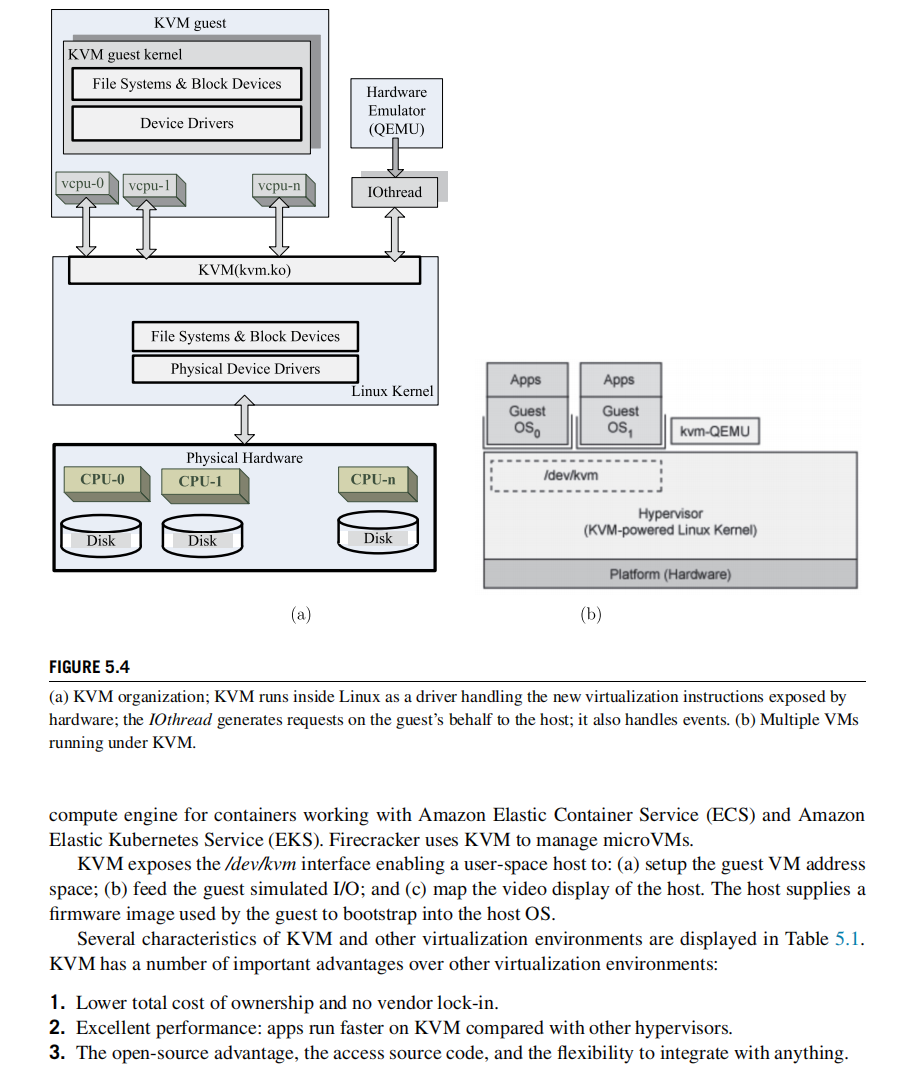 KVM guest
KVM guest kernel
File Systems & Block Devices
Device Drivers
Hardware
Emulator
(QEMU)
vcpu-0
vcpu-1
vcpu-n
IOthread
KVM(kvm.ko)
File Systems & Block Devices
Physical Device Drivers
Linux Kernel
Physical Hardware
CPU-0
CPU-1
CPU-n
Disk
Disk
Disk
(a)
Apps
Apps
Guest
OS₀
Guest
OS₁
kvm-QEMU
/dev/kvm
Hypervisor
(KVM-powered Linux Kernel)
Platform (Hardware)
(b)
FIGURE 5.4
(a) KVM organization; KVM runs inside Linux as a driver handling the new virtualization instructions exposed by
hardware; the IOthread generates requests on the guest’s behalf to the host; it also handles events. (b) Multiple VMs
running under KVM.
compute engine for containers working with Amazon Elastic Container Service (ECS) and Amazon
Elastic Kubernetes Service (EKS). Firecracker uses KVM to manage microVMs.
KVM exposes the /dev/kvm interface enabling a user-space host to: (a) setup the guest VM address
space; (b) feed the guest simulated I/O; and (c) map the video display of the host. The host supplies a
firmware image used by the guest to bootstrap into the host OS.
Several characteristics of KVM and other virtualization environments are displayed in Table 5.1.
KVM has a number of important advantages over other virtualization environments:
1. Lower total cost of ownership and no vendor lock-in.
2. Excellent performance: apps run faster on KVM compared with other hypervisors.
3. The open-source advantage, the access source code, and the flexibility to integrate with anything.